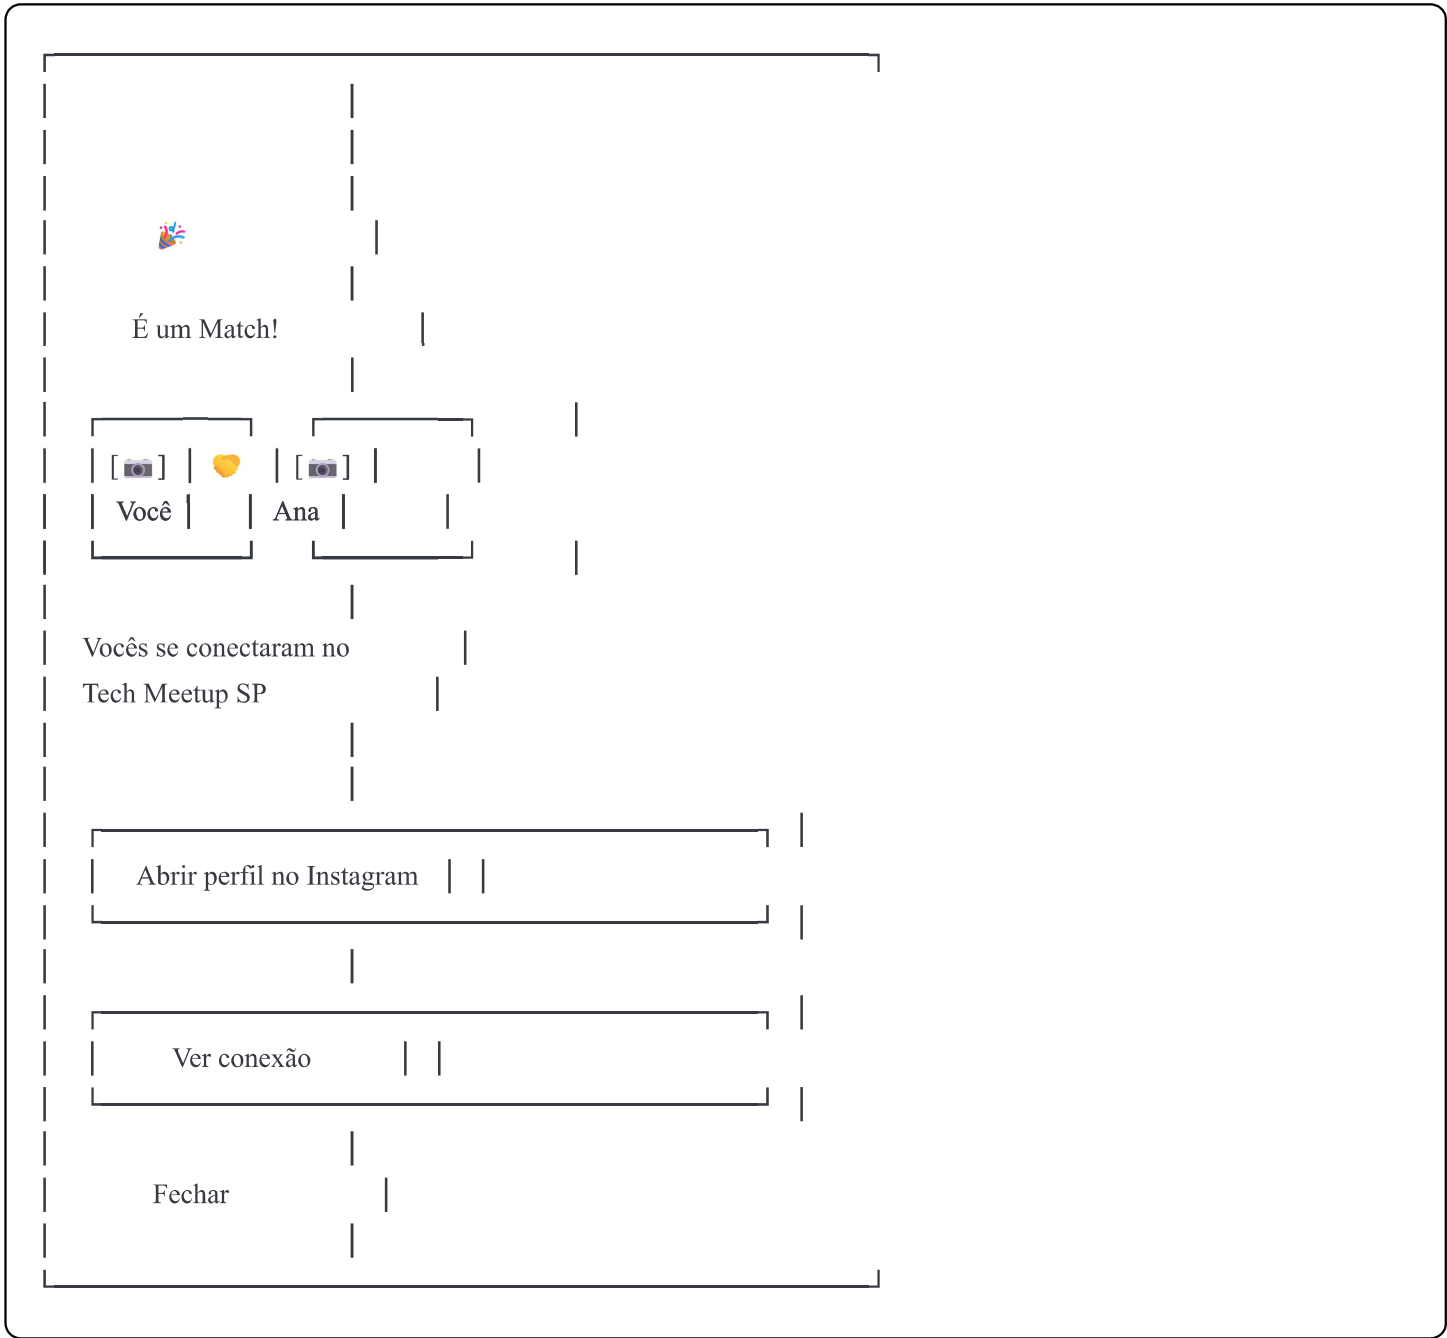 🎉
É um Match!
[📷] 🤝 [📷]
Você Ana
Vocês se conectaram no
Tech Meetup SP
Abrir perfil no Instagram
Ver conexão
Fechar